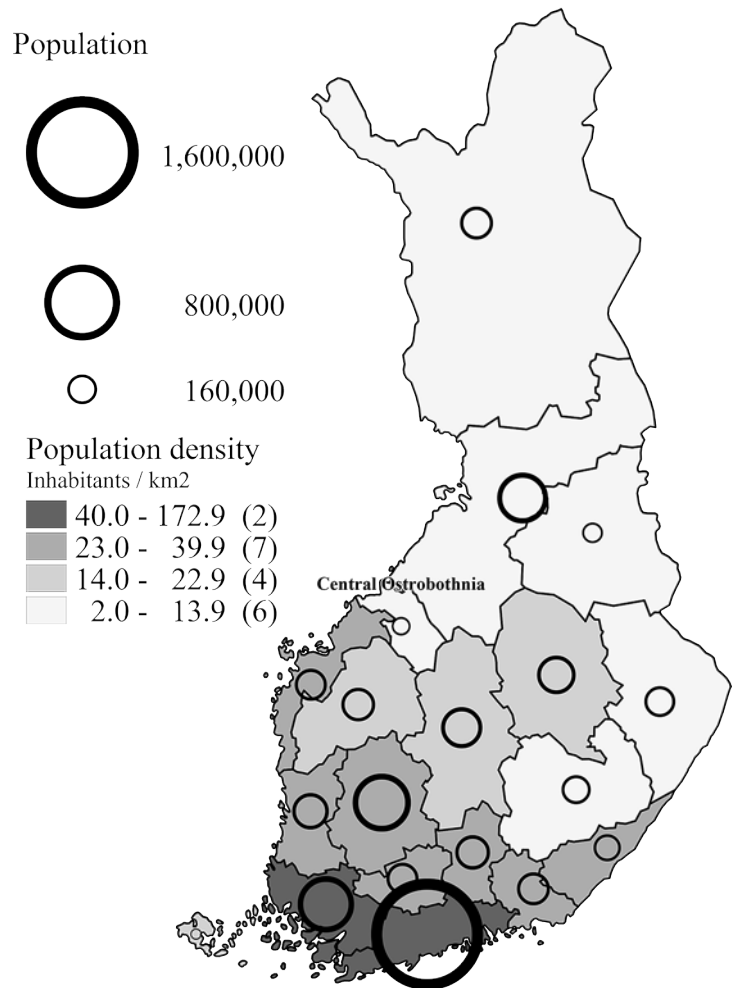 Population
1,600,000
800,000
160,000
Population density
Inhabitants / km2
40.0 - 172.9 (2)
23.0 - 39.9 (7)
14.0 - 22.9 (4)
2.0 - 13.9 (6)
Central Ostrobothnia